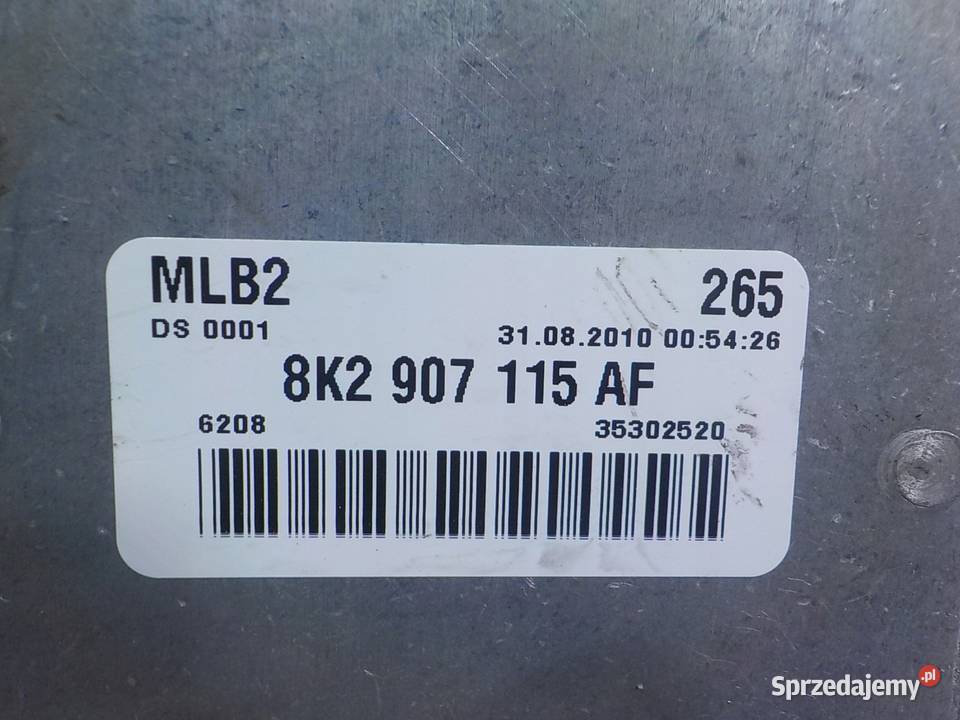 MLB2 265
DS 0001 31.08.2010 00:54:26
8K2 907 115 AF
6208 35302520
Sprzedajemy.pl